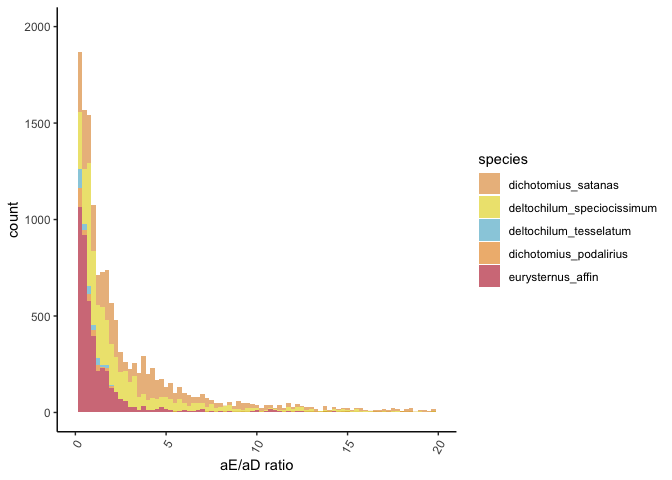 2000
1500
1000
500
0
count
0
5
10
15
20
aE/aD ratio
species
dichotomius_satanas
deltochilum_speciocissimum
deltochilum_tesselatum
dichotomius_podalirius
eurysternus_affin